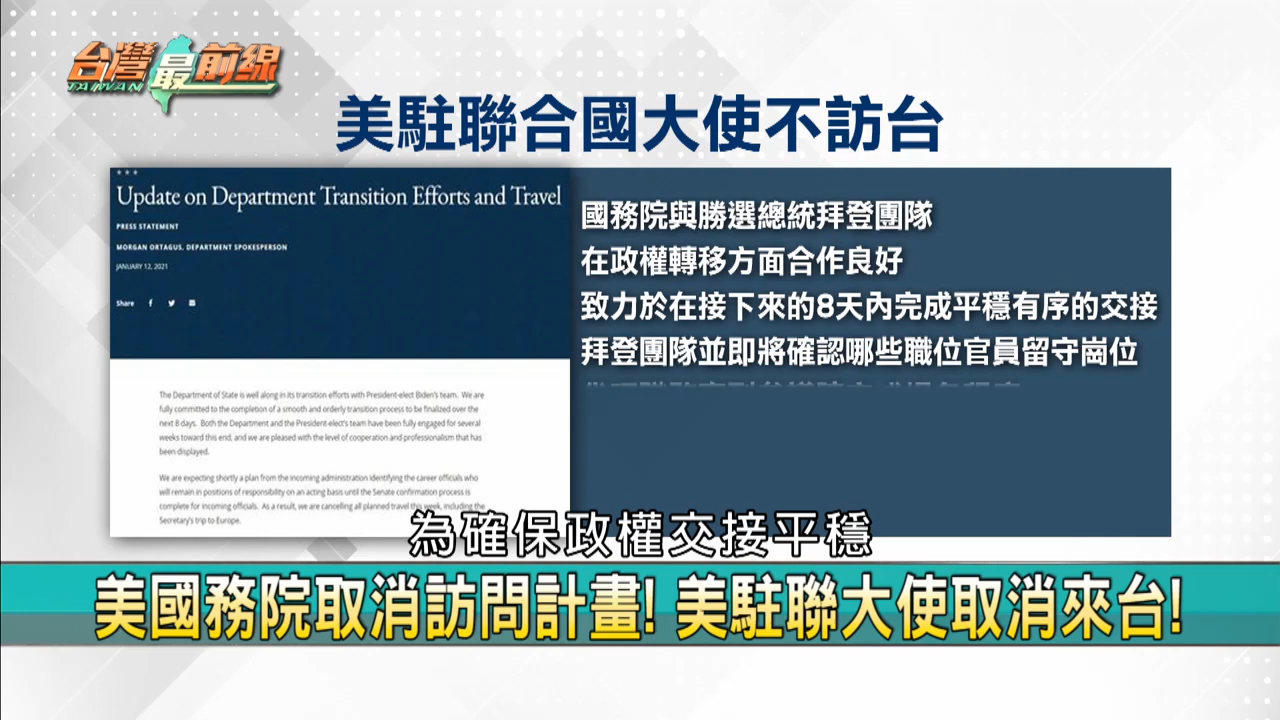 台灣最前線
TAIWAN
美駐聯合國大使不訪台
Update on Department Transition Efforts and Travel
PRESS STATEMENT
MORGAN ORTAGUS, DEPARTMENT SPOKESPERSON
JANUARY 12, 2021
Share
The Department of State is well along in its transition efforts with President-elect Biden's team. We are
fully committed to the completion of a smooth and orderly transition process to be finalized over the
next 8 days. Both the Department and the President-elect's team have been fully engaged for several
weeks toward this end, and we are pleased with the level of cooperation and professionalism that has
been displayed.
We are expecting shortly a plan from the incoming administration identifying the career officials who
will remain in positions of responsibility on an acting basis until the Senate confirmation process is
complete for incoming officials. As a result, we are cancelling all planned travel this week, including the
Secretary's trip to Europe.
國務院與勝選總統拜登團隊
在政權轉移方面合作良好
致力於在接下來的8天內完成平穩有序的交接
拜登團隊並即將確認哪些職位官員留守崗位
為確保政權交接平穩
美國務院取消訪問計畫! 美駐聯大使取消來台!